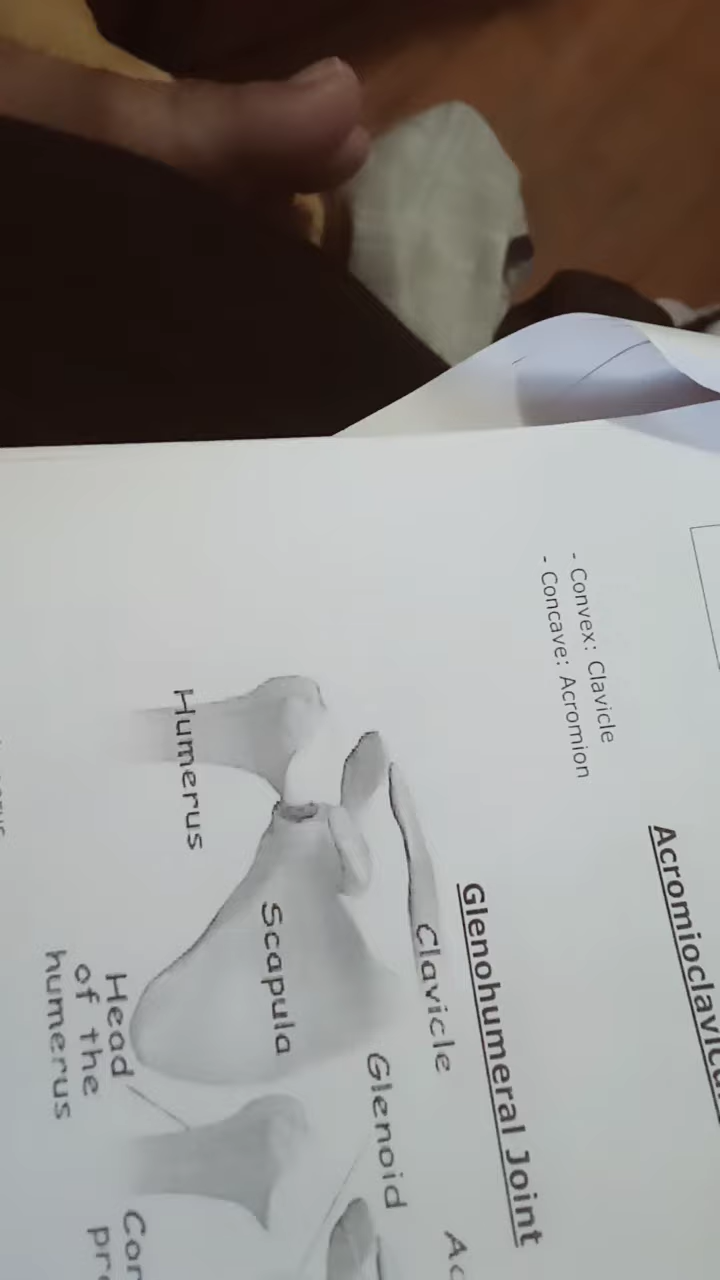 Acromioclavicu
- Convex: Clavicle
- Concave: Acromion
Glenohumeral Joint
Clavicle
Glenoid
Scapula
Humerus
Head
of the
humerus